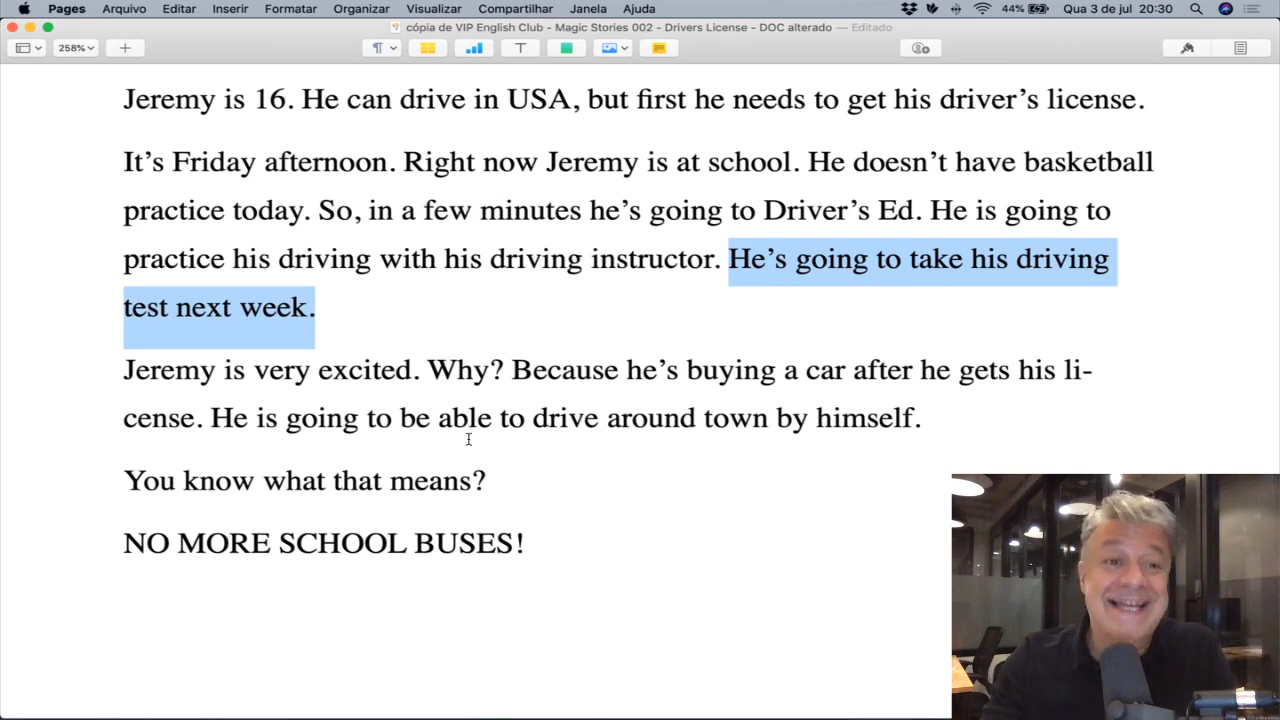 Pages Arquivo Editar Inserir Formatar Organizar Visualizar Compartilhar Janela Ajuda 44% Qua 3 de jul 20:30
cópia de VIP English Club - Magic Stories 002 - Drivers License - DOC alterado — Editado
258%
Jeremy is 16. He can drive in USA, but first he needs to get his driver’s license.
It’s Friday afternoon. Right now Jeremy is at school. He doesn’t have basketball
practice today. So, in a few minutes he’s going to Driver’s Ed. He is going to
practice his driving with his driving instructor. He’s going to take his driving
test next week.
Jeremy is very excited. Why? Because he’s buying a car after he gets his li-
cense. He is going to be able to drive around town by himself.
You know what that means?
NO MORE SCHOOL BUSES!